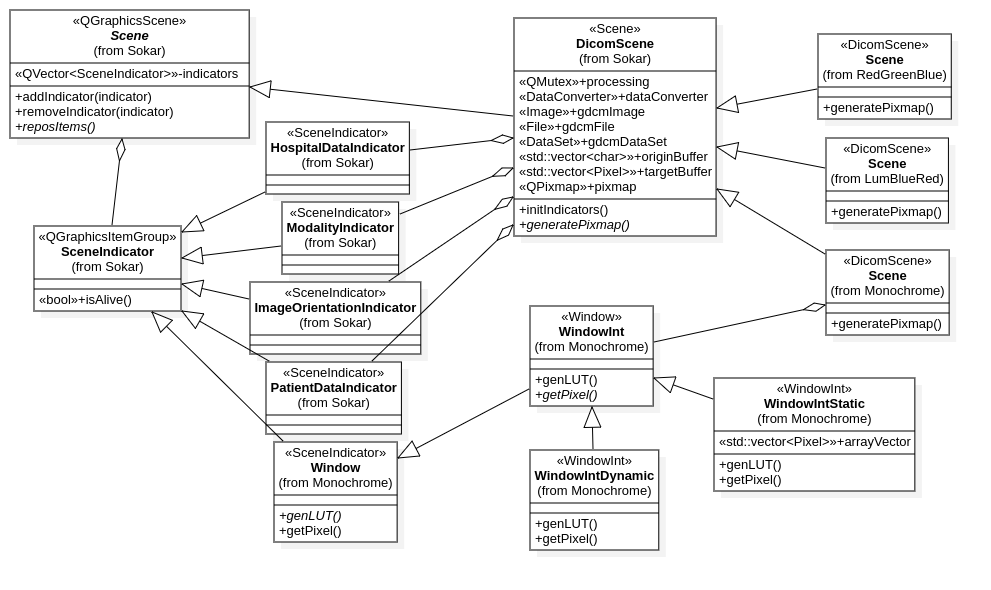 «QGraphicsScene»
Scene
(from Sokar)
«QVector<SceneIndicator>»-indicators
+addIndicator(indicator)
+removeIndicator(indicator)
+reposItems()
«Scene»
DicomScene
(from Sokar)
«QMutex»+processing
«DataConverter»+dataConverter
«Image»+gdcmImage
«File»+gdcmFile
«DataSet»+gdcmDataSet
«std::vector<char>»+originBuffer
«std::vector<Pixel>»+targetBuffer
«QPixmap»+pixmap
+initIndicators()
+generatePixmap()
«DicomScene»
Scene
(from RedGreenBlue)
+generatePixmap()
«DicomScene»
Scene
(from LumBlueRed)
+generatePixmap()
«DicomScene»
Scene
(from Monochrome)
+generatePixmap()
«SceneIndicator»
HospitalDataIndicator
(from Sokar)
«SceneIndicator»
ModalityIndicator
(from Sokar)
«QGraphicsItemGroup»
SceneIndicator
(from Sokar)
«bool»+isAlive()
«SceneIndicator»
ImageOrientationIndicator
(from Sokar)
«SceneIndicator»
PatientDataIndicator
(from Sokar)
«SceneIndicator»
Window
(from Monochrome)
+genLUT()
+getPixel()
«Window»
WindowInt
(from Monochrome)
+genLUT()
+getPixel()
«WindowInt»
WindowIntStatic
(from Monochrome)
«std::vector<Pixel>»+arrayVector
+genLUT()
+getPixel()
«WindowInt»
WindowIntDynamic
(from Monochrome)
+genLUT()
+getPixel()